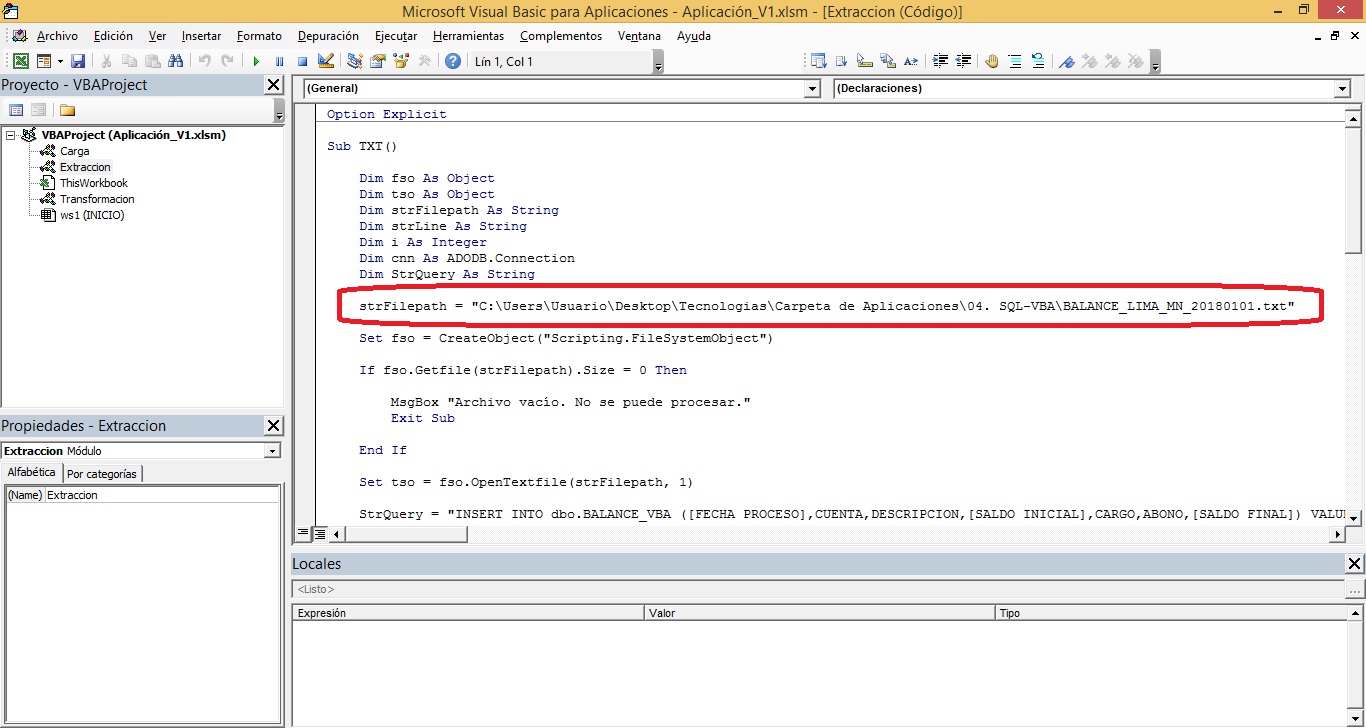 Microsoft Visual Basic para Aplicaciones - Aplicación_V1.xlsm - [Extraccion (Código)]
Archivo Edición Ver Insertar Formato Depuración Ejecutar Herramientas Complementos Ventana Ayuda
Lín 1, Col 1
Proyecto - VBAProject
VBAProject (Aplicación_V1.xlsm)
Carga
Extraccion
ThisWorkbook
Transformacion
ws1 (INICIO)
Propiedades - Extraccion
Extraccion Módulo
Alfabética Por categorías
(Name) Extraccion
(General) (Declaraciones)
Option Explicit
Sub TXT()
Dim fso As Object
Dim tso As Object
Dim strFilepath As String
Dim strLine As String
Dim i As Integer
Dim cnn As ADODB.Connection
Dim StrQuery As String
strFilepath = "C:\Users\Usuario\Desktop\Tecnologias\Carpeta de Aplicaciones\04. SQL-VBA\BALANCE_LIMA_MN_20180101.txt"
Set fso = CreateObject("Scripting.FileSystemObject")
If fso.Getfile(strFilepath).Size = 0 Then
MsgBox "Archivo vacío. No se puede procesar."
Exit Sub
End If
Set tso = fso.OpenTextfile(strFilepath, 1)
StrQuery = "INSERT INTO dbo.BALANCE_VBA ([FECHA PROCESO],CUENTA,DESCRIPCION,[SALDO INICIAL],CARGO,ABONO,[SALDO FINAL]) VALU
Locales
<Listo>
Expresión Valor Tipo